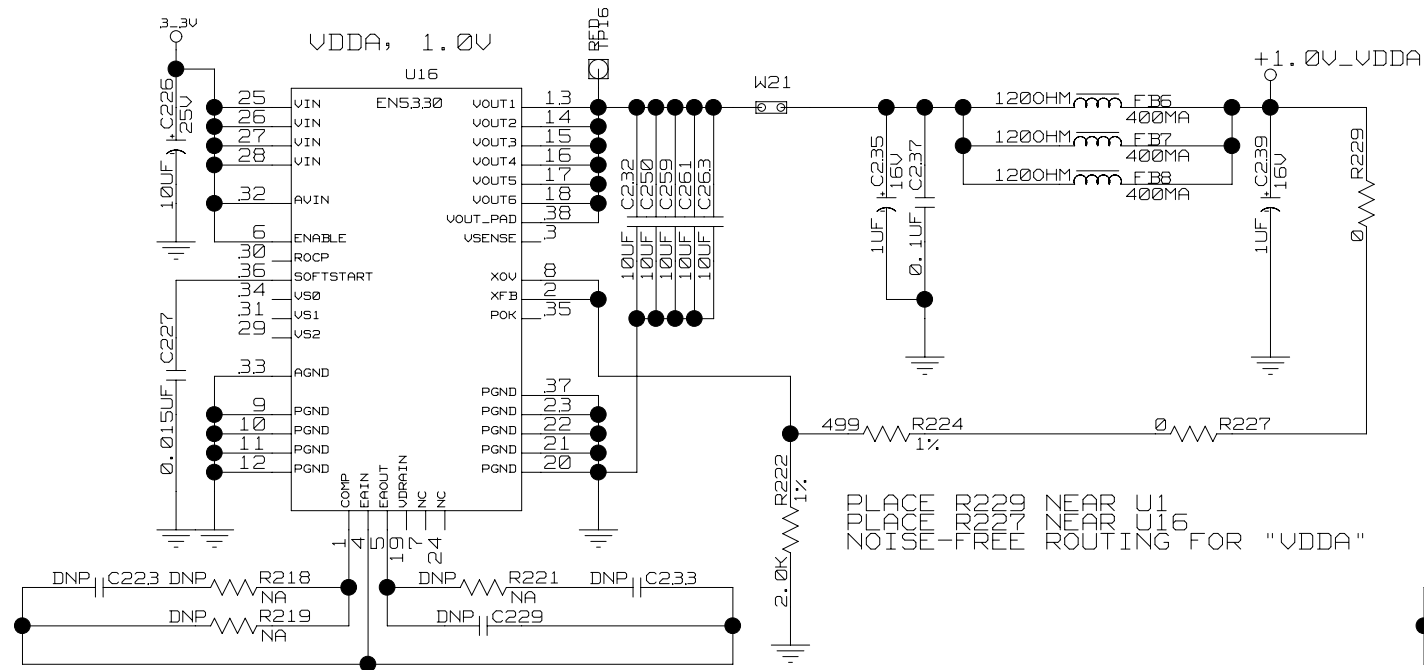 3_3V
VDDA, 1.0V
RED
TP16
+1.0V_VDDA
U16
EN5330
C226
25V
10UF
25 VIN
26 VIN
27 VIN
28 VIN
32 AVIN
6 ENABLE
30 ROCP
36 SOFTSTART
34 VS0
31 VS1
29 VS2
33 AGND
9 PGND
10 PGND
11 PGND
12 PGND
VOUT1 13
VOUT2 14
VOUT3 15
VOUT4 16
VOUT5 17
VOUT6 18
VOUT_PAD 38
VSENSE 3
XOV 8
XFB 2
POK 35
PGND 37
PGND 23
PGND 22
PGND 21
PGND 20
COMP 1
EAIN 4
EAOUT 5
VDRAIN 19
NC 7
NC 24
C227
0.015UF
C232 10UF
C250 10UF
C259 10UF
C261 10UF
C263 10UF
W21
C235
16V
1UF
C237
0.1UF
120OHM FB6
400MA
120OHM FB7
400MA
120OHM FB8
400MA
C239
16V
1UF
R229
0
499 R224
1%
0 R227
R222
1%
2.0K
PLACE R229 NEAR U1
PLACE R227 NEAR U16
NOISE-FREE ROUTING FOR "VDDA"
DNP C223 DNP R218
NA
DNP R219
NA
DNP R221
NA
DNP C233
DNP C229